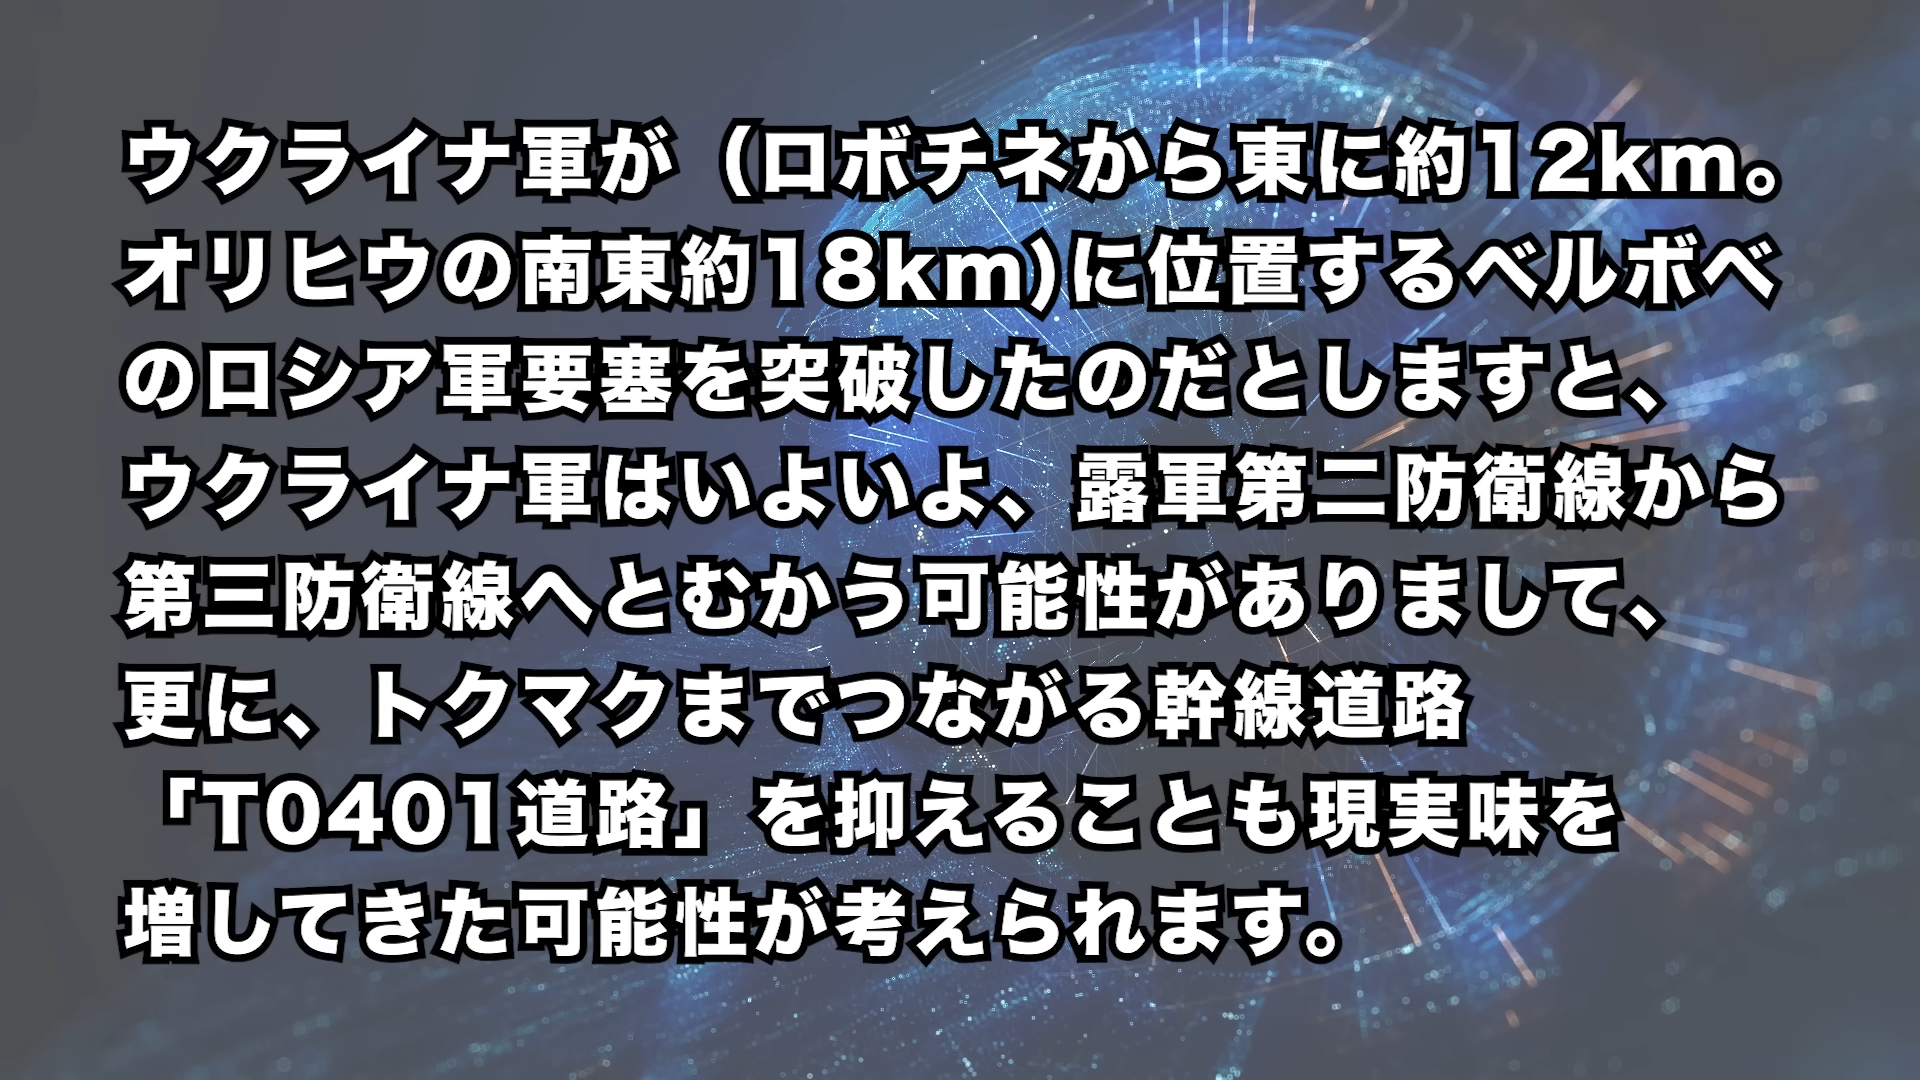 ウクライナ軍が（ロボチネから東に約12km。
オリヒウの南東約18km)に位置するベルボベ
のロシア軍要塞を突破したのだとしますと、
ウクライナ軍はいよいよ、露軍第二防衛線から
第三防衛線へとむかう可能性がありまして、
更に、トクマクまでつながる幹線道路
「T0401道路」を抑えることも現実味を
増してきた可能性が考えられます。